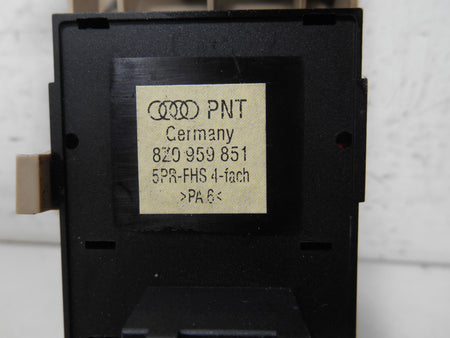 PNT
Germany
8Z0 959 851
5PR-FHS 4-fach
>PA 6<